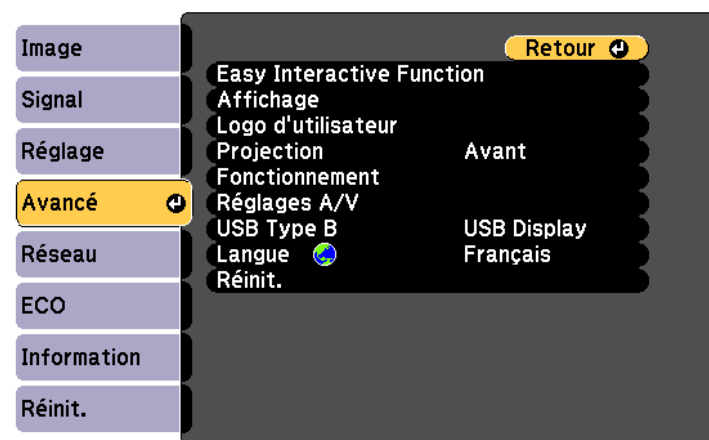 Image
Signal
Réglage
Avancé
Réseau
ECO
Information
Réinit.
Retour
Easy Interactive Function
Affichage
Logo d'utilisateur
Projection Avant
Fonctionnement
Réglages A/V
USB Type B USB Display
Langue Français
Réinit.